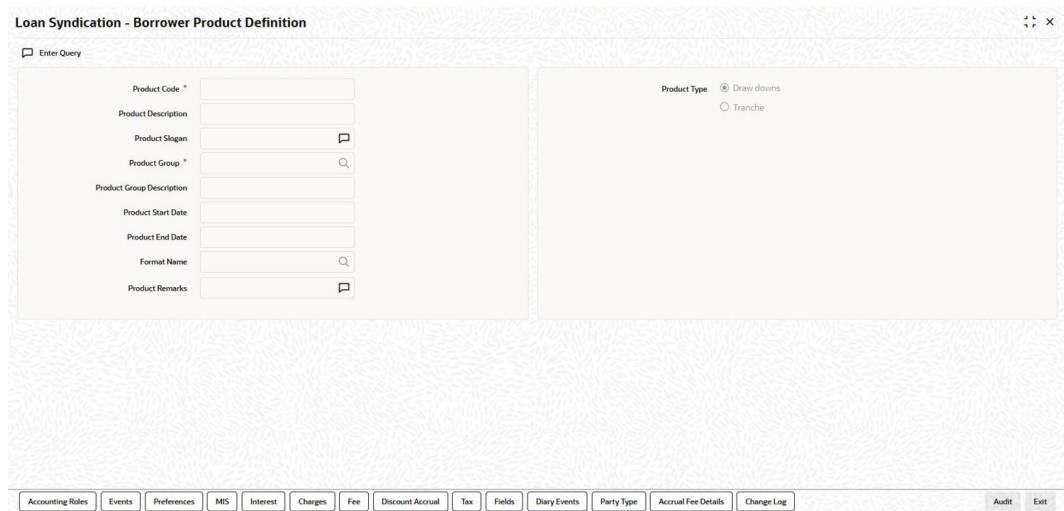 Loan Syndication - Borrower Product Definition
Enter Query
Product Code *
Product Description
Product Slogan
Product Group *
Product Group Description
Product Start Date
Product End Date
Format Name
Product Remarks
Product Type Draw downs
Tranche
Accounting Roles Events Preferences MIS Interest Charges Fee Discount Accrual Tax Fields Diary Events Party Type Accrual Fee Details Change Log Audit Exit